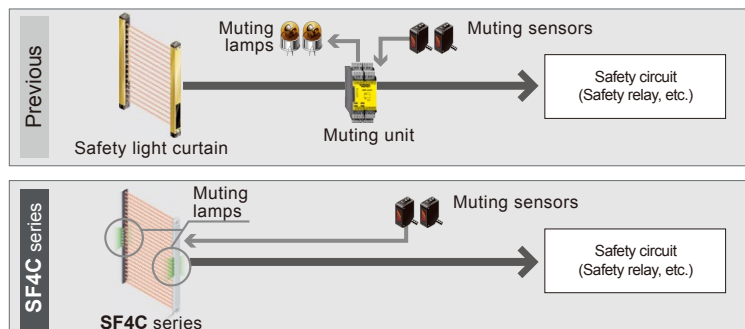 Previous
Muting
lamps
Muting sensors
Safety light curtain
Muting unit
Safety circuit
(Safety relay, etc.)
SF4C series
Muting
lamps
Muting sensors
SF4C series
Safety circuit
(Safety relay, etc.)